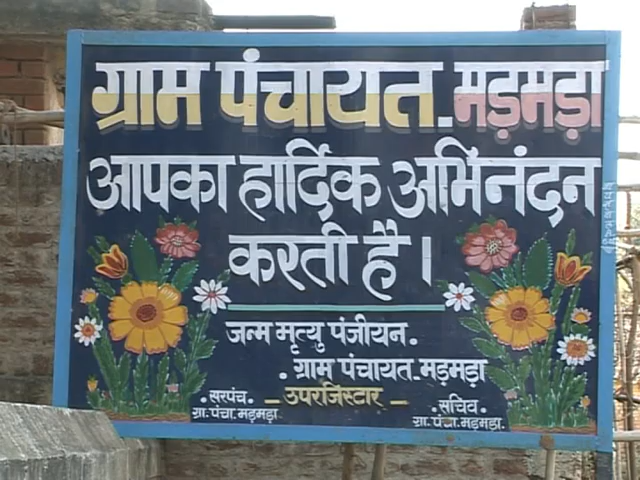 ग्राम पंचायत-मड़मड़ा
आपका हार्दिक अभिनंदन
करती है।
जन्म मृत्यु पंजीयन.
. ग्राम पंचायत-मड़मड़ा
- उपरजिस्टार -
. सरपंच.
ग्रा. पंचा. मड़मड़ा.
. सचिव.
ग्रा. पंचा. मड़मड़ा.